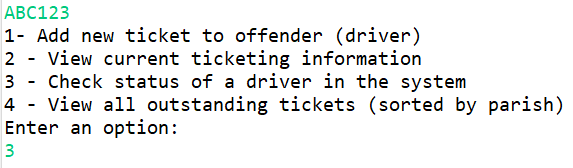 ABC123
1- Add new ticket to offender (driver)
2 - View current ticketing information
3 - Check status of a driver in the system
4 - View all outstanding tickets (sorted by parish)
Enter an option:
3